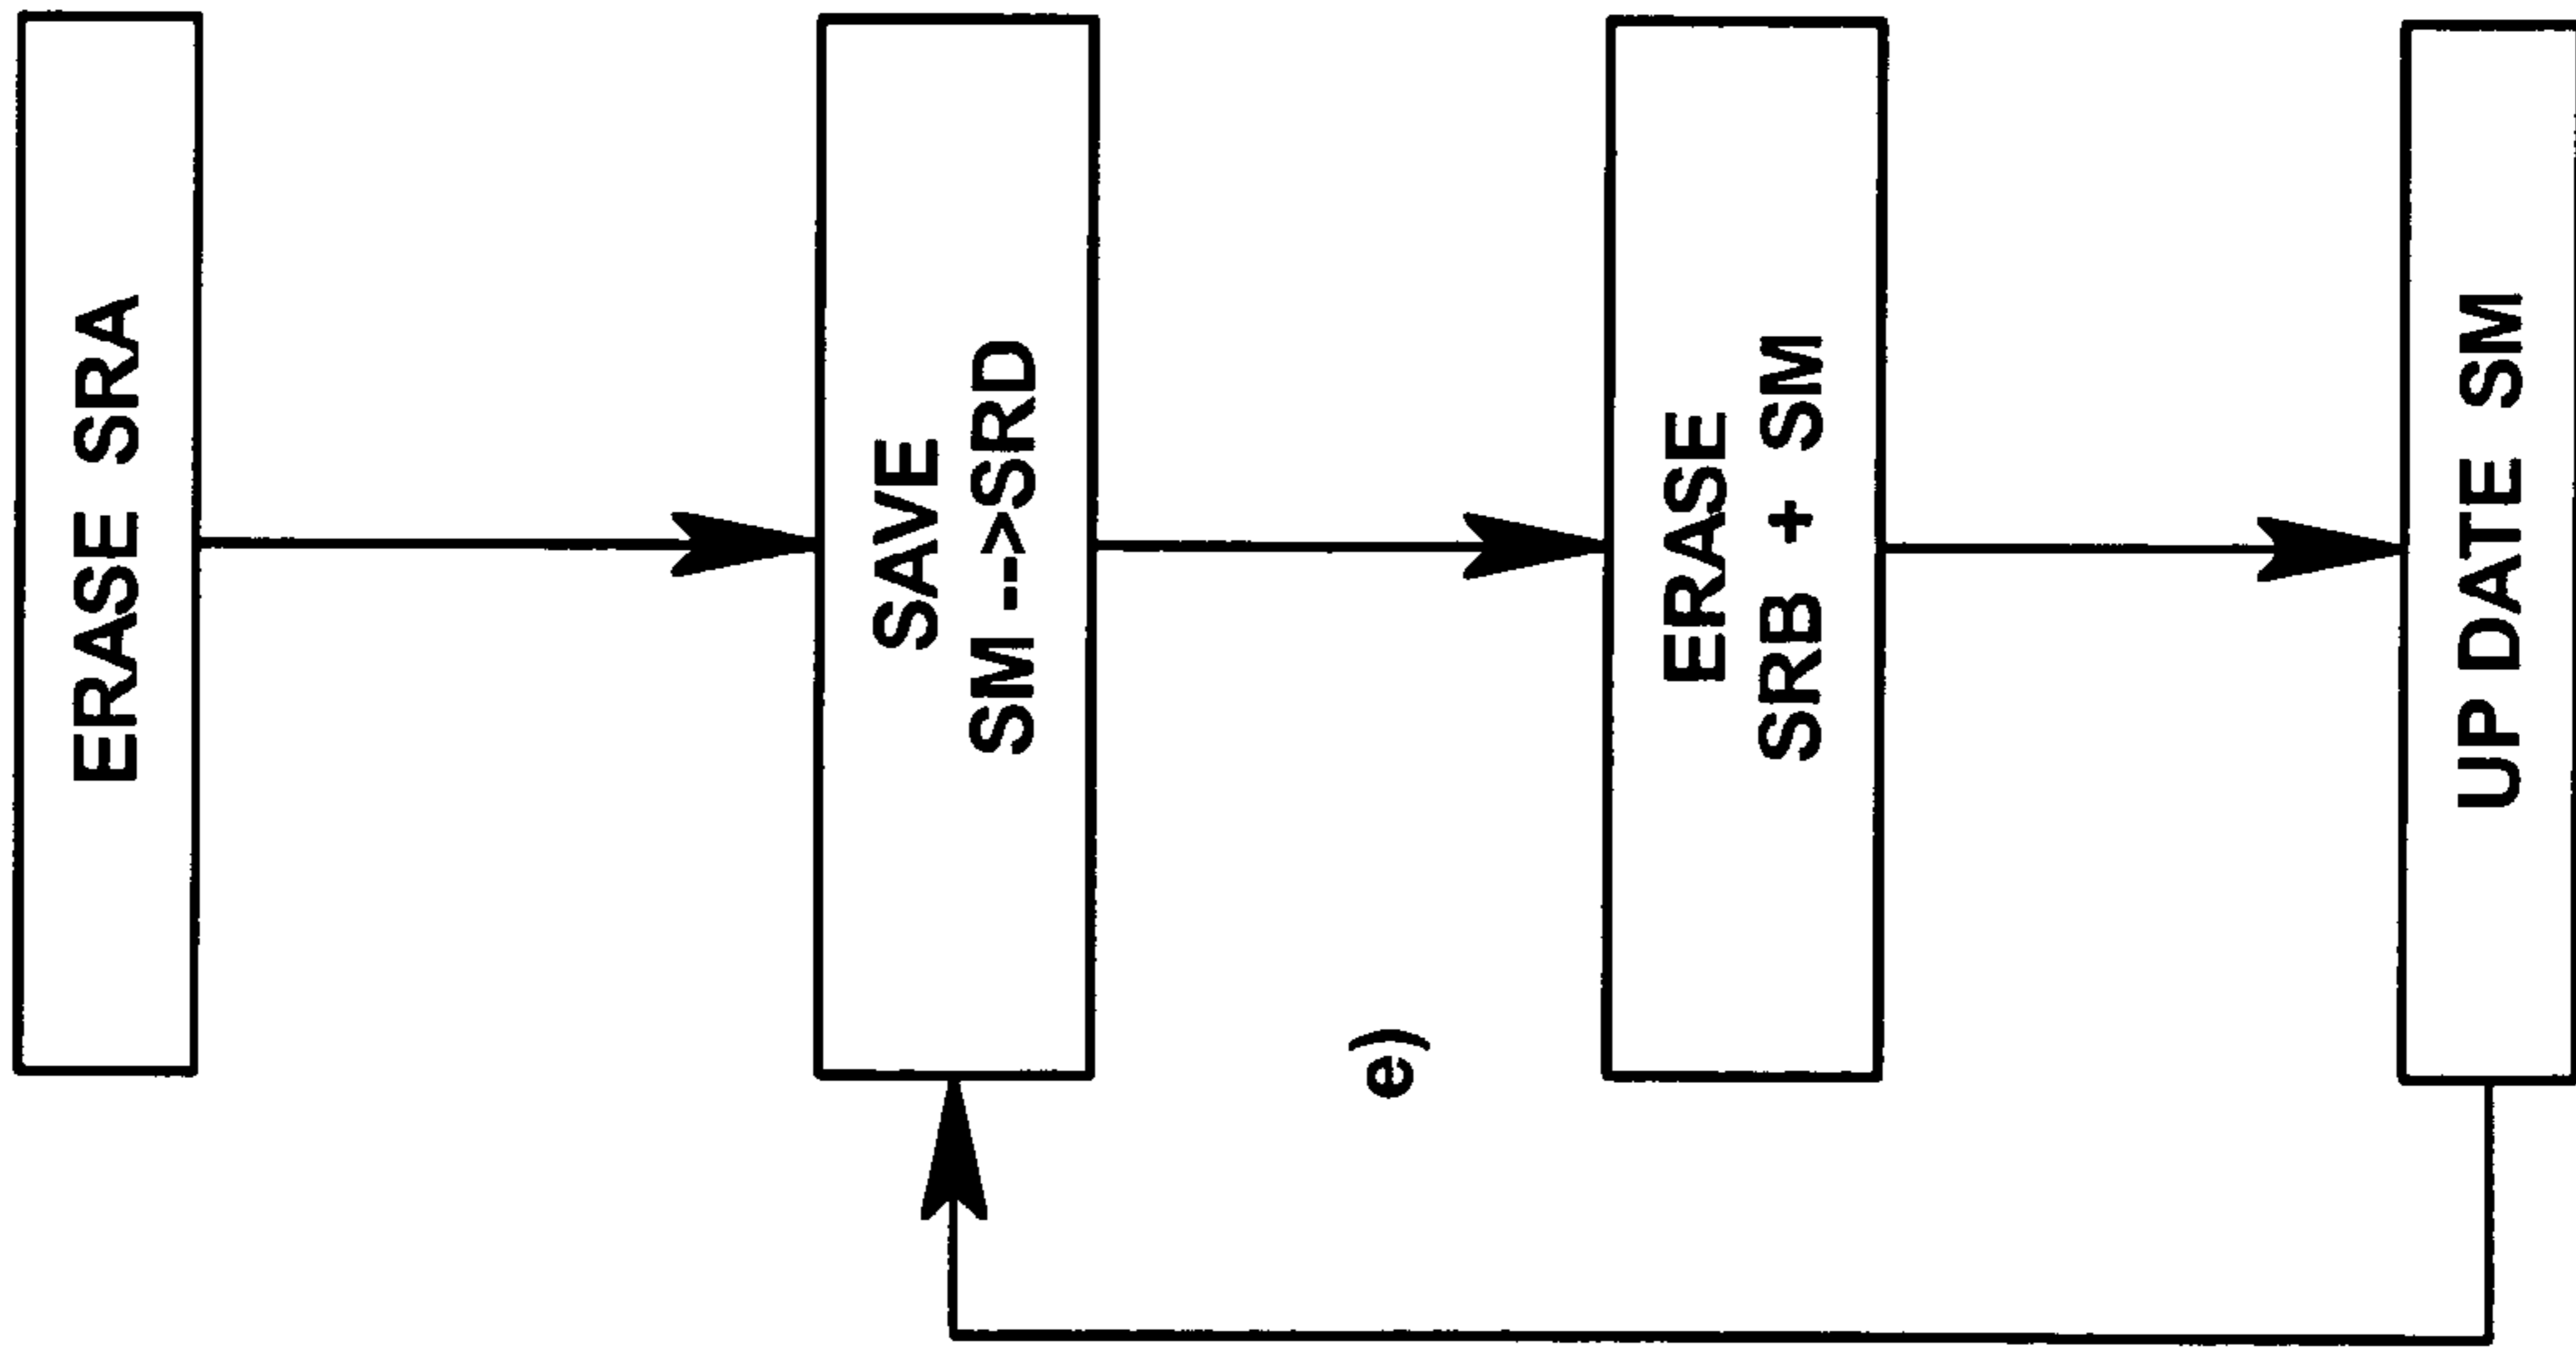 ERASE SRA
SAVE
SM -->SRD
e)
ERASE
SRB + SM
UP DATE SM